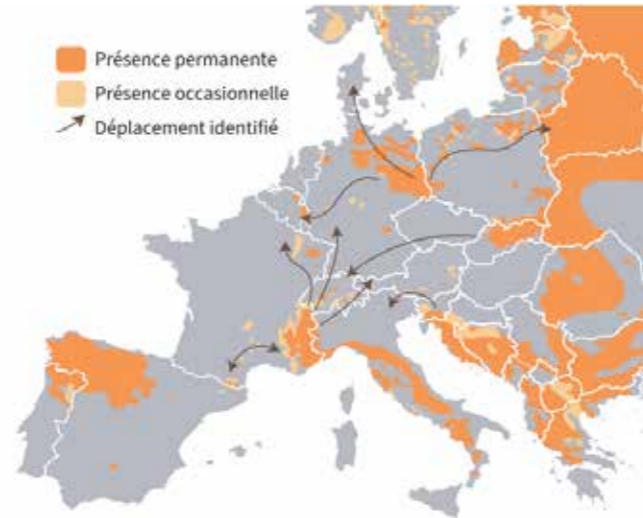 Présence permanente
Présence occasionnelle
Déplacement identifié